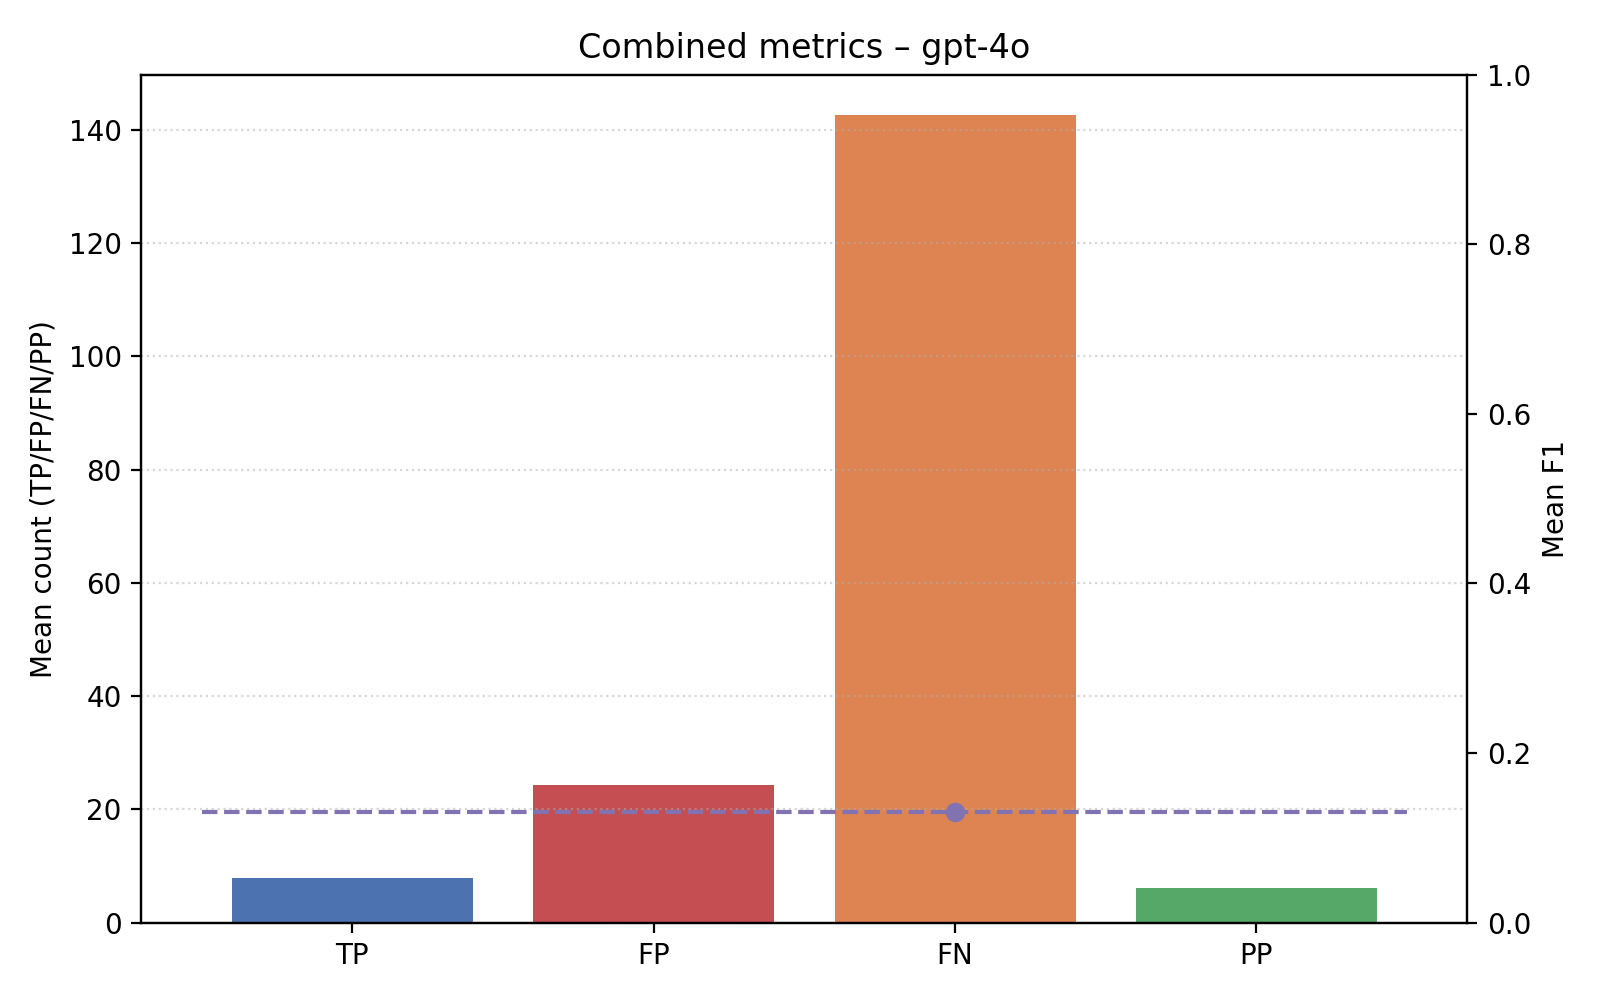 Combined metrics – gpt-4o
Mean count (TP/FP/FN/PP)
140
120
100
80
60
40
20
0
TP
FP
FN
PP
1.0
0.8
0.6
0.4
0.2
0.0
Mean F1